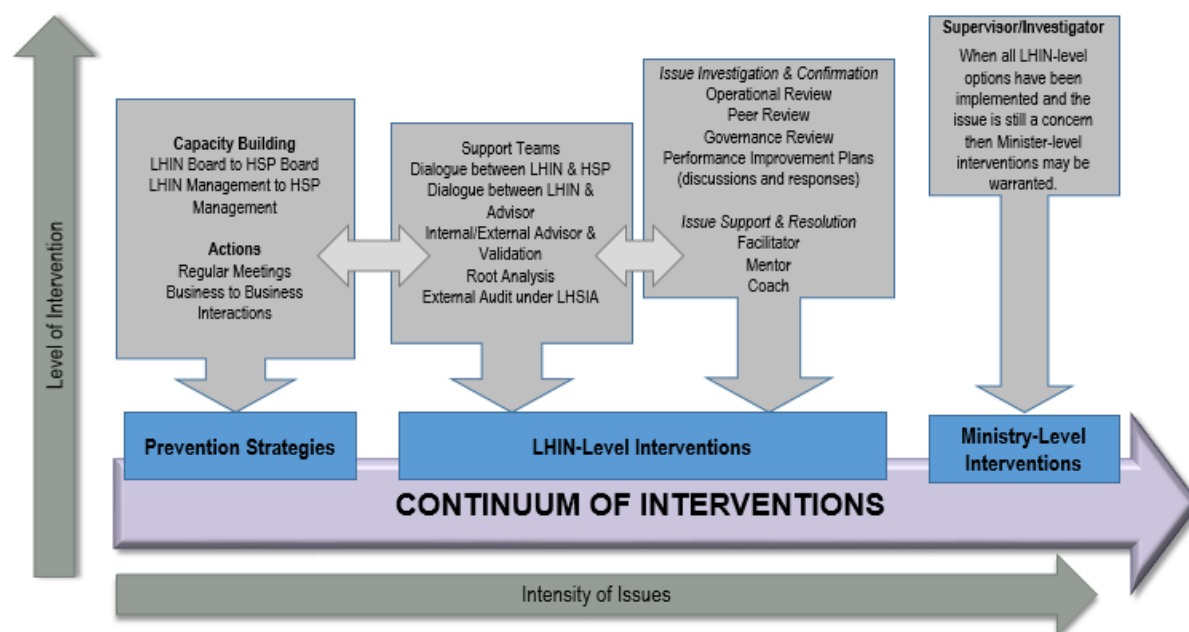 Level of Intervention
Capacity Building
LHIN Board to HSP Board
LHIN Management to HSP
Management
Actions
Regular Meetings
Business to Business
Interactions
Support Teams
Dialogue between LHIN & HSP
Dialogue between LHIN &
Advisor
Internal/External Advisor &
Validation
Root Analysis
External Audit under LHSIA
Issue Investigation & Confirmation
Operational Review
Peer Review
Governance Review
Performance Improvement Plans
(discussions and responses)
Issue Support & Resolution
Facilitator
Mentor
Coach
Supervisor/Investigator
When all LHIN-level
options have been
implemented and the
issue is still a concern
then Minister-level
interventions may be
warranted.
Prevention Strategies
LHIN-Level Interventions
Ministry-Level
Interventions
CONTINUUM OF INTERVENTIONS
Intensity of Issues